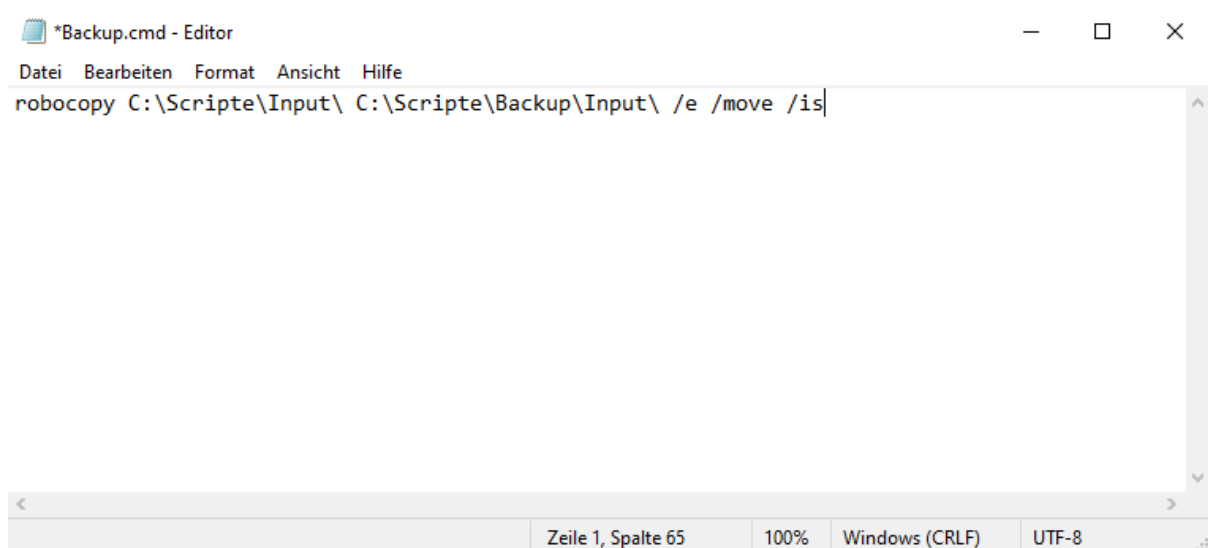 *Backup.cmd - Editor
Datei Bearbeiten Format Ansicht Hilfe
robocopy C:\Scripte\Input\ C:\Scripte\Backup\Input\ /e /move /is
Zeile 1, Spalte 65 100% Windows (CRLF) UTF-8